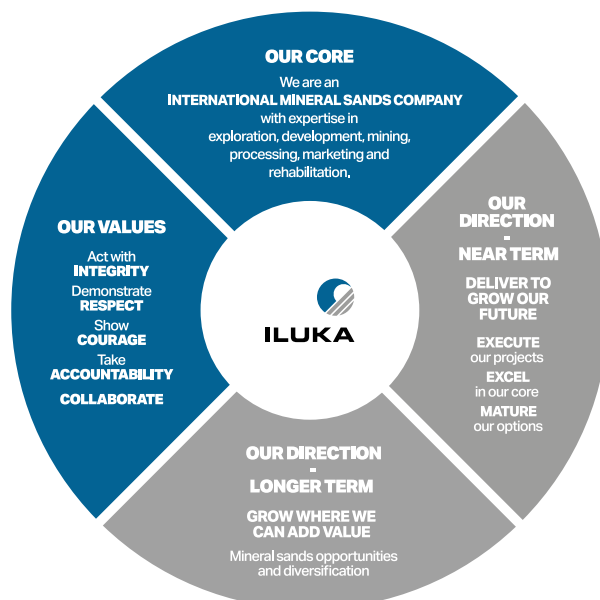 OUR CORE
We are an
INTERNATIONAL MINERAL SANDS COMPANY
with expertise in
exploration, development, mining,
processing, marketing and
rehabilitation.
OUR VALUES
Act with
INTEGRITY
Demonstrate
RESPECT
Show
COURAGE
Take
ACCOUNTABILITY
COLLABORATE
ILUKA
OUR
DIRECTION
-
NEAR TERM
DELIVER TO
GROW OUR
FUTURE
EXECUTE
our projects
EXCEL
in our core
MATURE
our options
OUR DIRECTION
-
LONGER TERM
GROW WHERE WE
CAN ADD VALUE
Mineral sands opportunities
and diversification